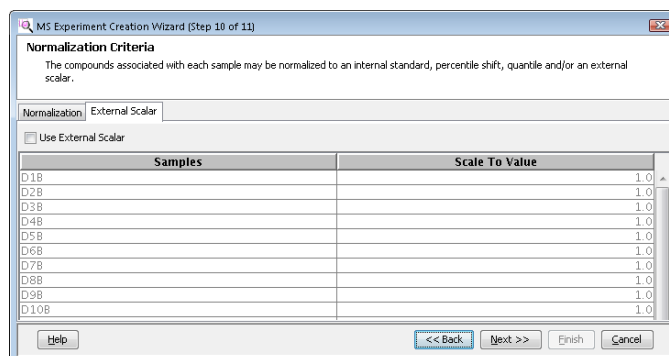 MS Experiment Creation Wizard (Step 10 of 11)
Normalization Criteria
The compounds associated with each sample may be normalized to an internal standard, percentile shift, quantile and/or an external
scalar.
Normalization External Scalar
Use External Scalar
Samples Scale To Value
D1B 1.0
D2B 1.0
D3B 1.0
D4B 1.0
D5B 1.0
D6B 1.0
D7B 1.0
D8B 1.0
D9B 1.0
D10B 1.0
Help << Back Next >> Finish Cancel